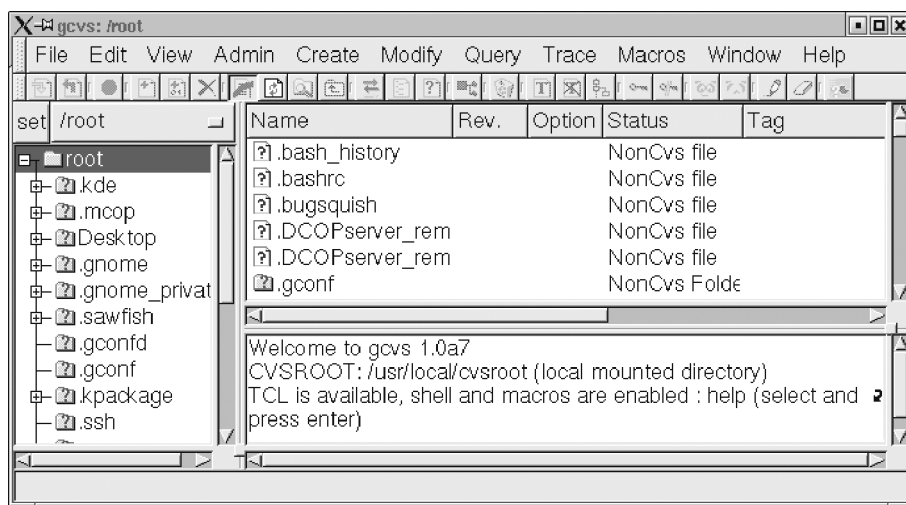 gcvs: /root
File Edit View Admin Create Modify Query Trace Macros Window Help
set /root
root
.kde
.mcop
Desktop
.gnome
.gnome_privat
.sawfish
.gconfd
.gconf
.kpackage
.ssh
Name Rev. Option Status Tag
.bash_history NonCvs file
.bashrc NonCvs file
.bugsquish NonCvs file
.DCOPserver_rem NonCvs file
.DCOPserver_rem NonCvs file
.gconf NonCvs Folde
Welcome to gcvs 1.0a7
CVSROOT: /usr/local/cvsroot (local mounted directory)
TCL is available, shell and macros are enabled : help (select and
press enter)